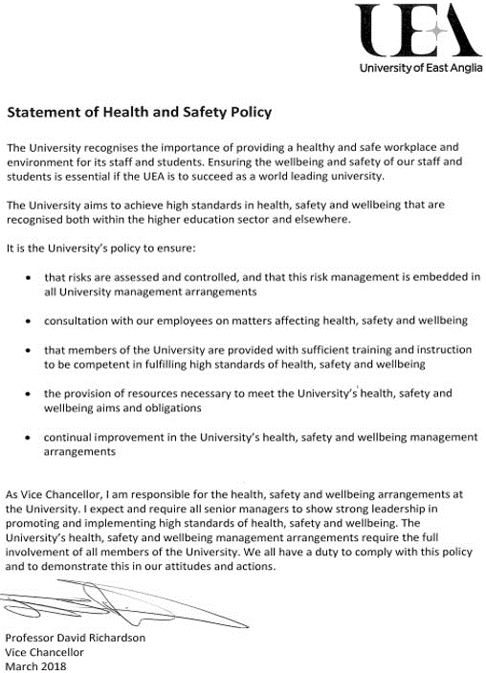 UEA
University of East Anglia
Statement of Health and Safety Policy
The University recognises the importance of providing a healthy and safe workplace and
environment for its staff and students. Ensuring the wellbeing and safety of our staff and
students is essential if the UEA is to succeed as a world leading university.
The University aims to achieve high standards in health, safety and wellbeing that are
recognised both within the higher education sector and elsewhere.
It is the University's policy to ensure:
• that risks are assessed and controlled, and that this risk management is embedded in
all University management arrangements
• consultation with our employees on matters affecting health, safety and wellbeing
• that members of the University are provided with sufficient training and instruction
to be competent in fulfilling high standards of health, safety and wellbeing
• the provision of resources necessary to meet the University's health, safety and
wellbeing aims and obligations
• continual improvement in the University's health, safety and wellbeing management
arrangements
As Vice Chancellor, I am responsible for the health, safety and wellbeing arrangements at
the University. I expect and require all senior managers to show strong leadership in
promoting and implementing high standards of health, safety and wellbeing. The
University's health, safety and wellbeing management arrangements require the full
involvement of all members of the University. We all have a duty to comply with this policy
and to demonstrate this in our attitudes and actions.
Professor David Richardson
Vice Chancellor
March 2018